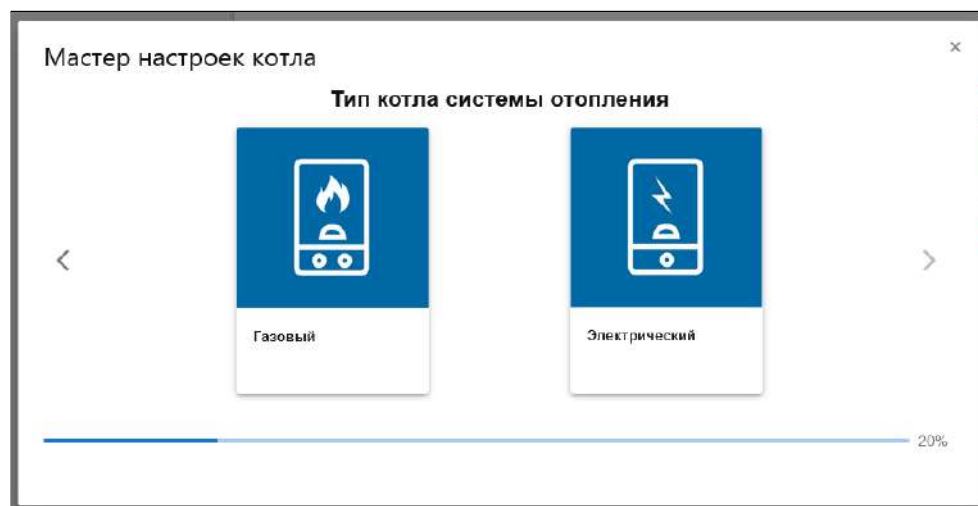 Мастер настроек котла
×
Тип котла системы отопления
Газовый
Электрический
20%